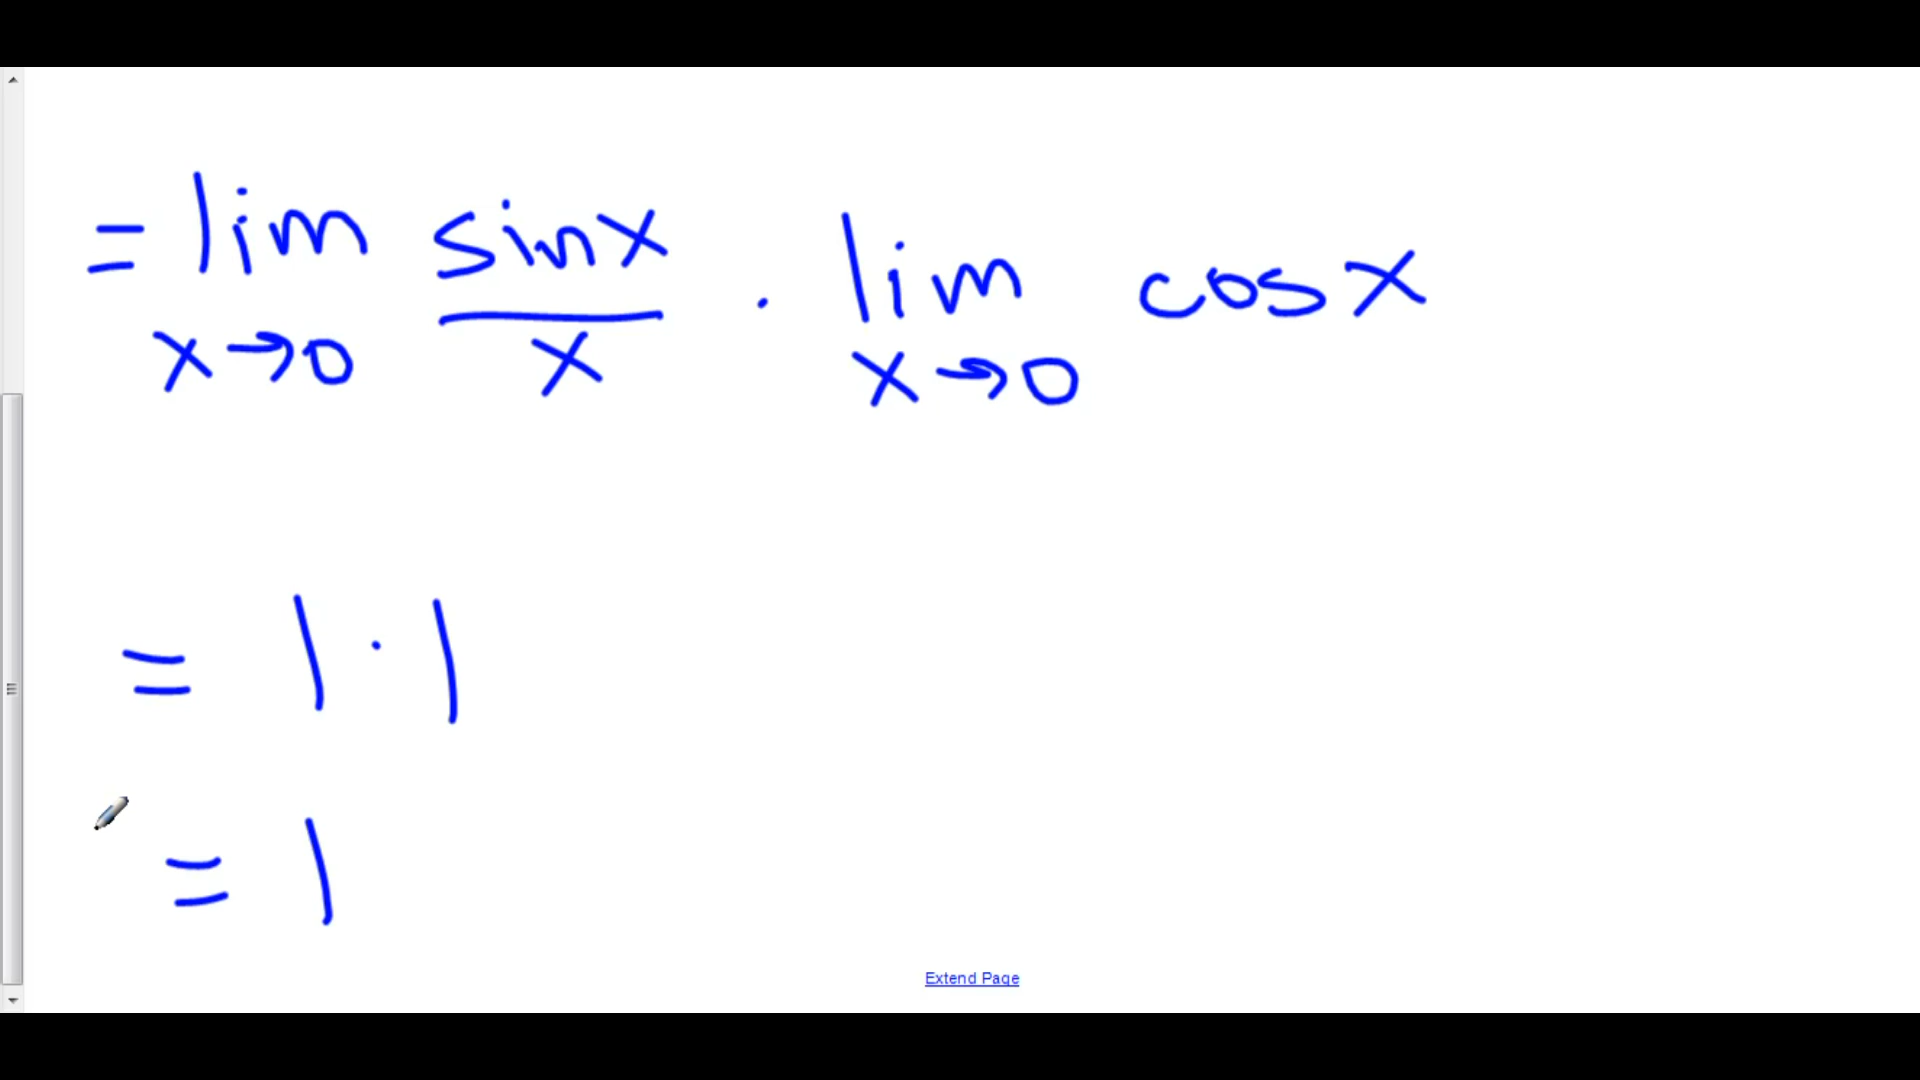 = lim sinx/x · lim cosx
x→0 x→0
= 1 · 1
= 1
Extend Page